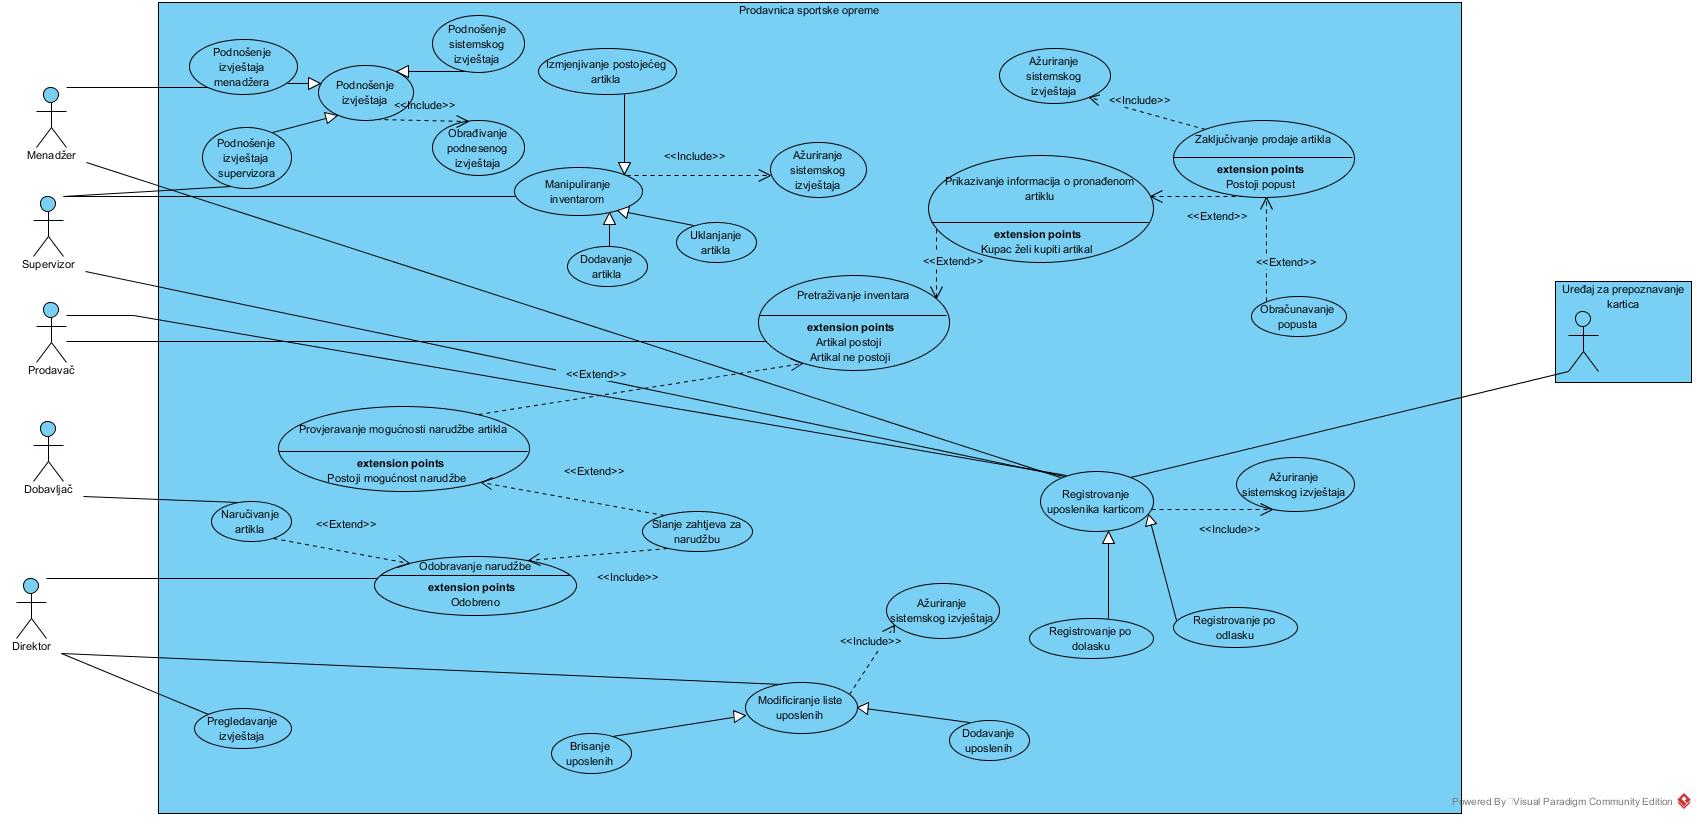 Prodavnica sportske opreme
Podnošenje
izvještaja
menadžera
Podnošenje
sistemskog
izvještaja
Podnošenje
izvještaja
<<Include>>
Obrađivanje
podnesenog
izvještaja
Podnošenje
izvještaja
supervizora
Izmjenjivanje postojećeg
artikla
Manipuliranje
inventarom
<<Include>>
Ažuriranje
sistemskog
izvještaja
Uklanjanje
artikla
Dodavanje
artikla
Ažuriranje
sistemskog
izvještaja
<<Include>>
Zaključivanje prodaje artikla
extension points
Postoji popust
Prikazivanje informacija o pronađenom
artiklu
extension points
Kupac želi kupiti artikal
<<Extend>>
<<Extend>>
<<Extend>>
Obračunavanje
popusta
Pretraživanje inventara
extension points
Artikal postoji
Artikal ne postoji
Menadžer
Supervizor
Prodavač
Dobavljač
Direktor
Uređaj za prepoznavanje
kartica
<<Extend>>
Provjeravanje mogućnosti narudžbe artikla
extension points
Postoji mogućnost narudžbe
<<Extend>>
Naručivanje
artikla
<<Extend>>
Slanje zahtjeva za
narudžbu
Odobravanje narudžbe
extension points
Odobreno
<<Include>>
Registrovanje
uposlenika karticom
Ažuriranje
sistemskog izvještaja
<<Include>>
Registrovanje po
dolasku
Registrovanje po
odlasku
Ažuriranje
sistemskog izvještaja
<<Include>>
Modificiranje liste
uposlenih
Pregledavanje
izvještaja
Brisanje
uposlenih
Dodavanje
uposlenih
Powered By Visual Paradigm Community Edition